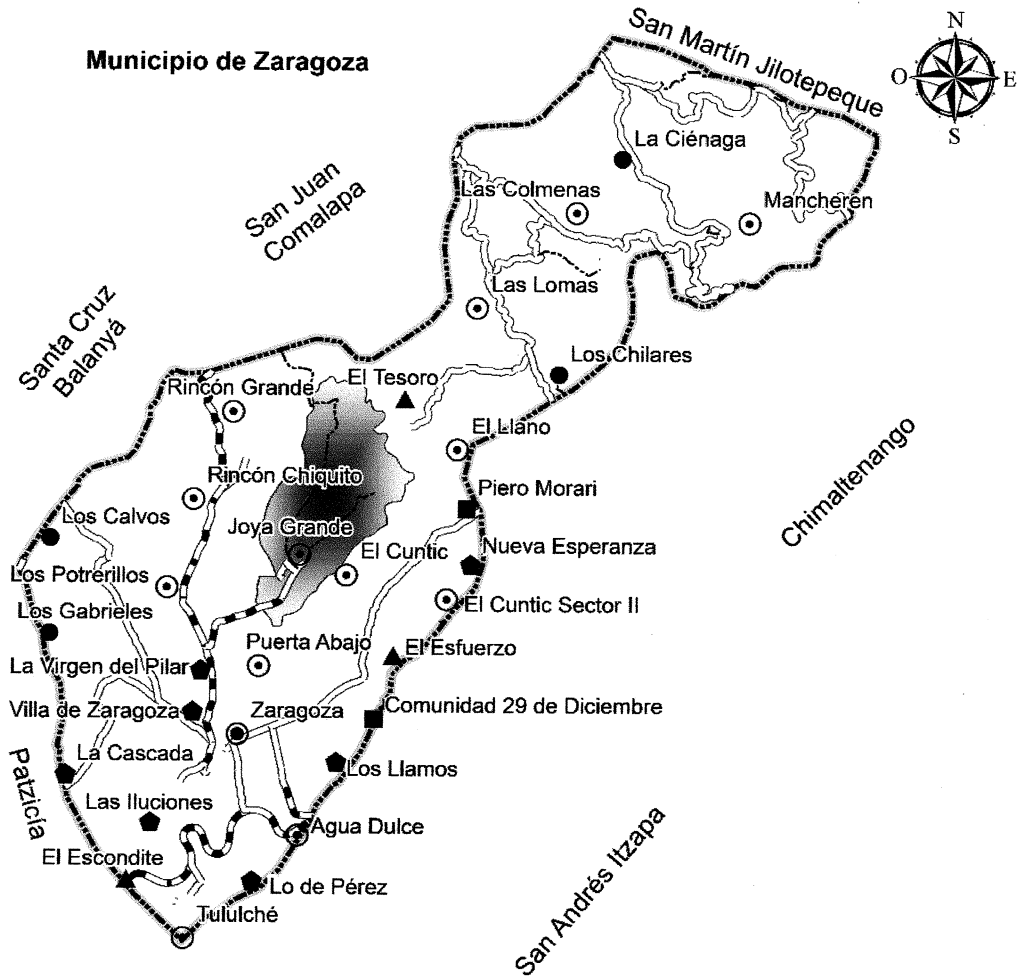 Municipio de Zaragoza
San Martín Jilotepeque
N
O
E
S
La Ciénaga
San Juan
Comalapa
Las Colmenas
Mancheren
Las Lomas
Santa Cruz
Balanyá
Los Chilares
El Tesoro
Rincón Grande
El Llano
Rincón Chiquito
Piero Morari
Chimaltenango
Los Calvos
Joya Grande
El Cuntic
Nueva Esperanza
Los Potrerillos
Los Gabrieles
El Cuntic Sector II
Puerta Abajo
El Esfuerzo
La Virgen del Pilar
Villa de Zaragoza
Zaragoza
Comunidad 29 de Diciembre
La Cascada
Patzicía
Los Llamos
Las Iluciones
Agua Dulce
El Escondite
Lo de Pérez
San Andrés Itzapa
Tululché